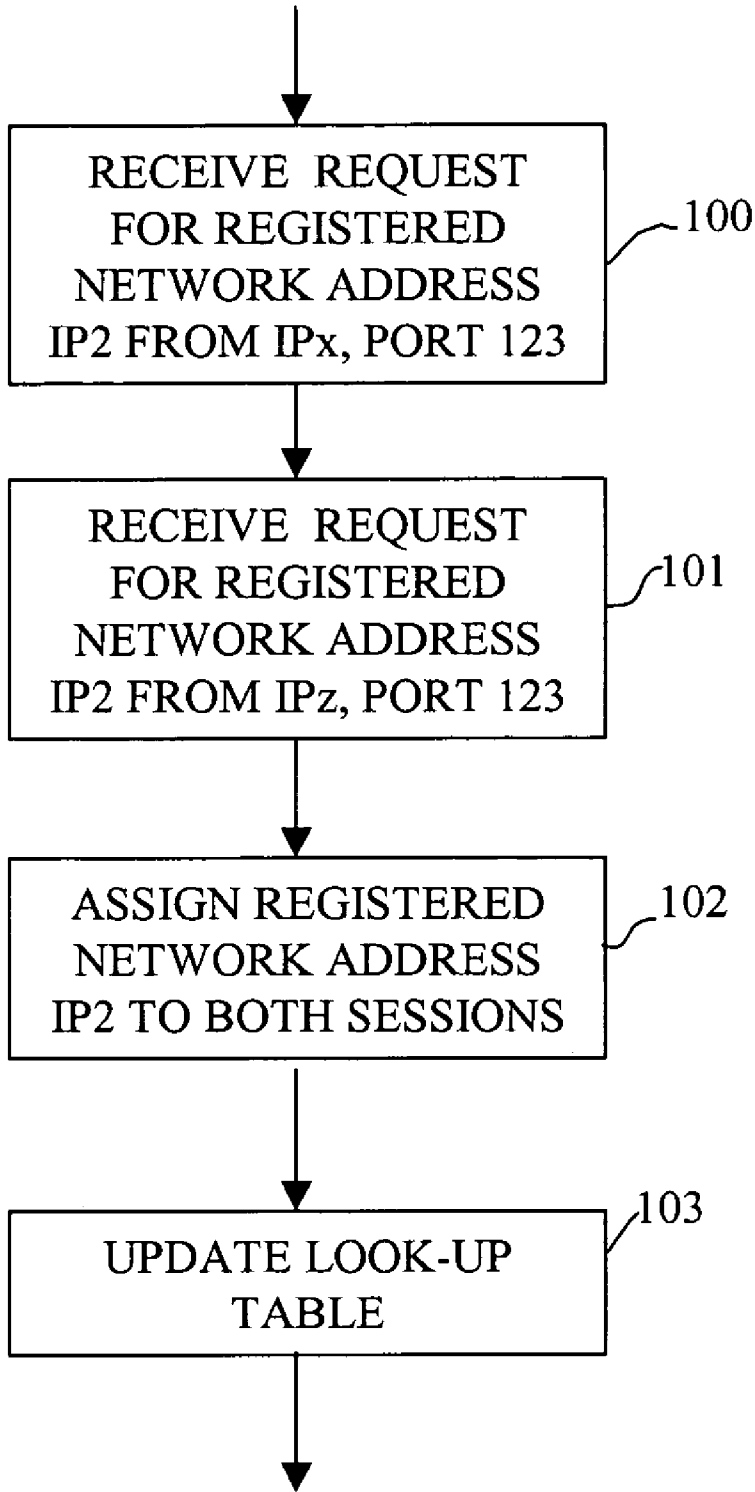 RECEIVE REQUEST
FOR REGISTERED
NETWORK ADDRESS
IP2 FROM IPx, PORT 123
100
RECEIVE REQUEST
FOR REGISTERED
NETWORK ADDRESS
IP2 FROM IPz, PORT 123
101
ASSIGN REGISTERED
NETWORK ADDRESS
IP2 TO BOTH SESSIONS
102
UPDATE LOOK-UP
TABLE
103